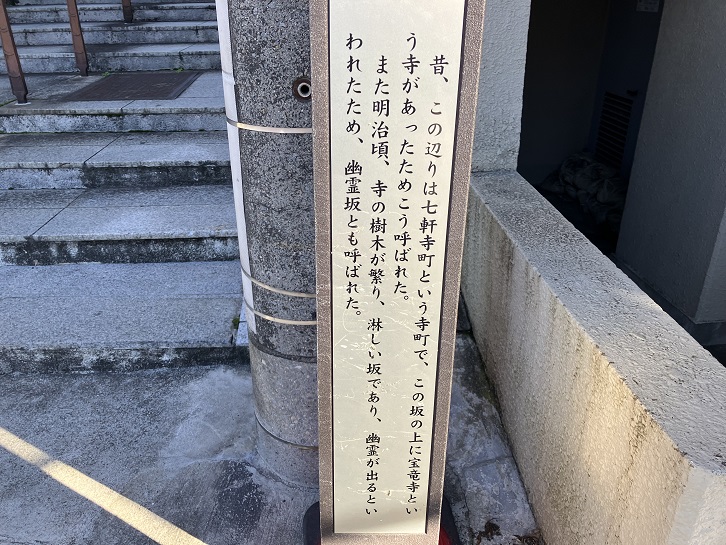 昔、この辺りは七軒寺町という寺町で、この坂の上に宝竜寺とい
う寺があったためこう呼ばれた。
また明治頃、寺の樹木が繁り、淋しい坂であり、幽霊が出るとい
われたため、幽霊坂とも呼ばれた。